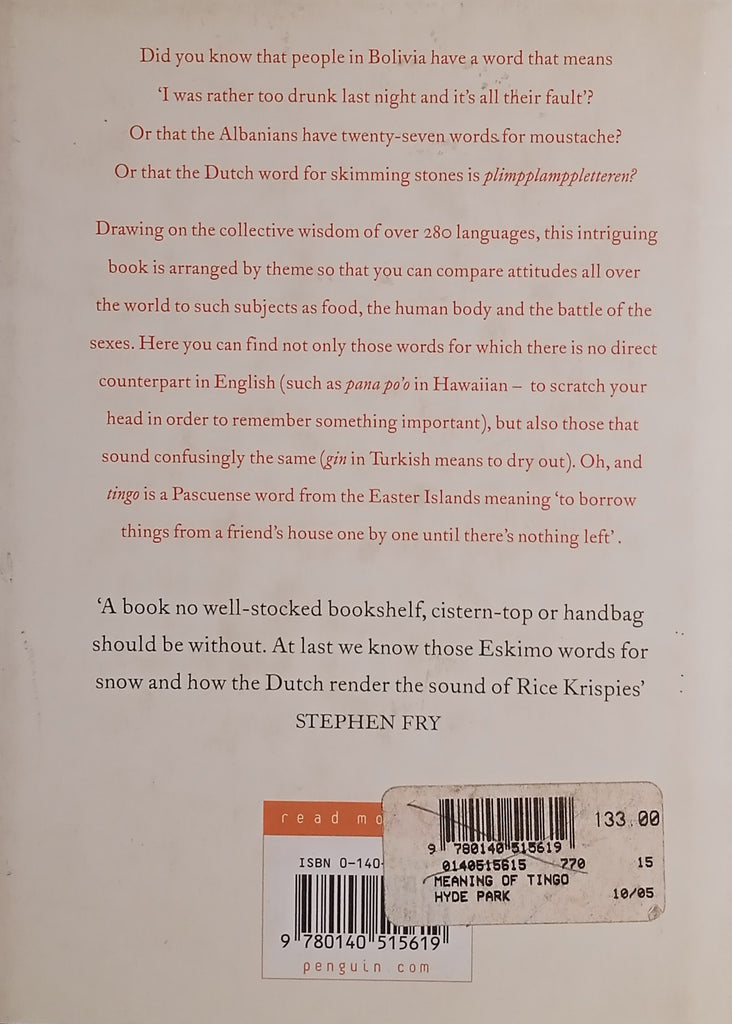 Did you know that people in Bolivia have a word that means
‘I was rather too drunk last night and it’s all their fault’?
Or that the Albanians have twenty-seven words for moustache?
Or that the Dutch word for skimming stones is plimpplamppletteren?
Drawing on the collective wisdom of over 280 languages, this intriguing
book is arranged by theme so that you can compare attitudes all over
the world to such subjects as food, the human body and the battle of the
sexes. Here you can find not only those words for which there is no direct
counterpart in English (such as pana po’o in Hawaiian – to scratch your
head in order to remember something important), but also those that
sound confusingly the same (gin in Turkish means to dry out). Oh, and
tingo is a Pascuense word from the Easter Islands meaning ‘to borrow
things from a friend’s house one by one until there’s nothing left’.
‘A book no well-stocked bookshelf, cistern-top or handbag
should be without. At last we know those Eskimo words for
snow and how the Dutch render the sound of Rice Krispies’
STEPHEN FRY
read mo
ISBN 0-140
9 780140 515619
penguin.com
133.00
9 780140 515619
0140515615 770 15
MEANING OF TINGO
HYDE PARK 10/05